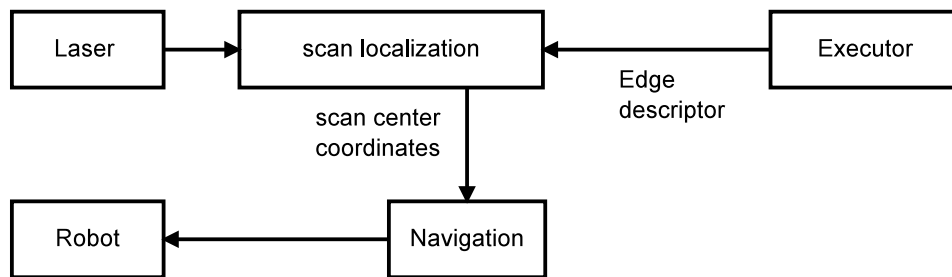 Laser
scan localization
Executor
Edge
descriptor
scan center
coordinates
Robot
Navigation